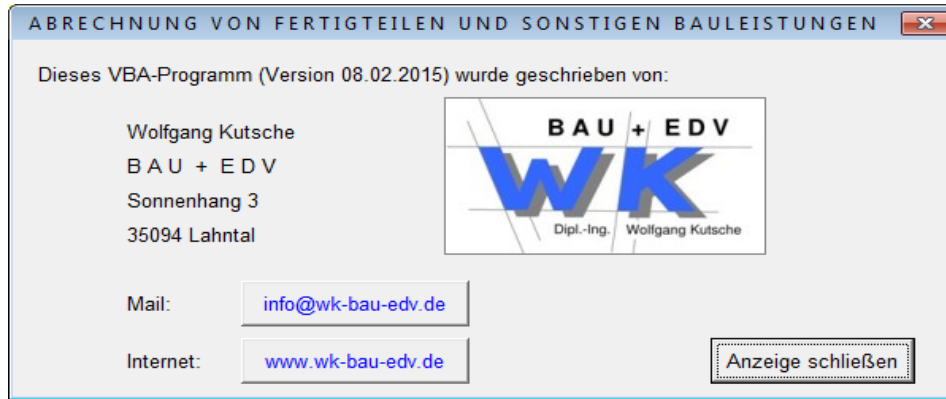 ABRECHNUNG VON FERTIGTEILEN UND SONSTIGEN BAULEISTUNGEN
Dieses VBA-Programm (Version 08.02.2015) wurde geschrieben von:
Wolfgang Kutsche
BAU + EDV
Sonnenhang 3
35094 Lahntal
BAU + EDV
WK
Dipl.-Ing. Wolfgang Kutsche
Mail: info@wk-bau-edv.de
Internet: www.wk-bau-edv.de
Anzeige schließen